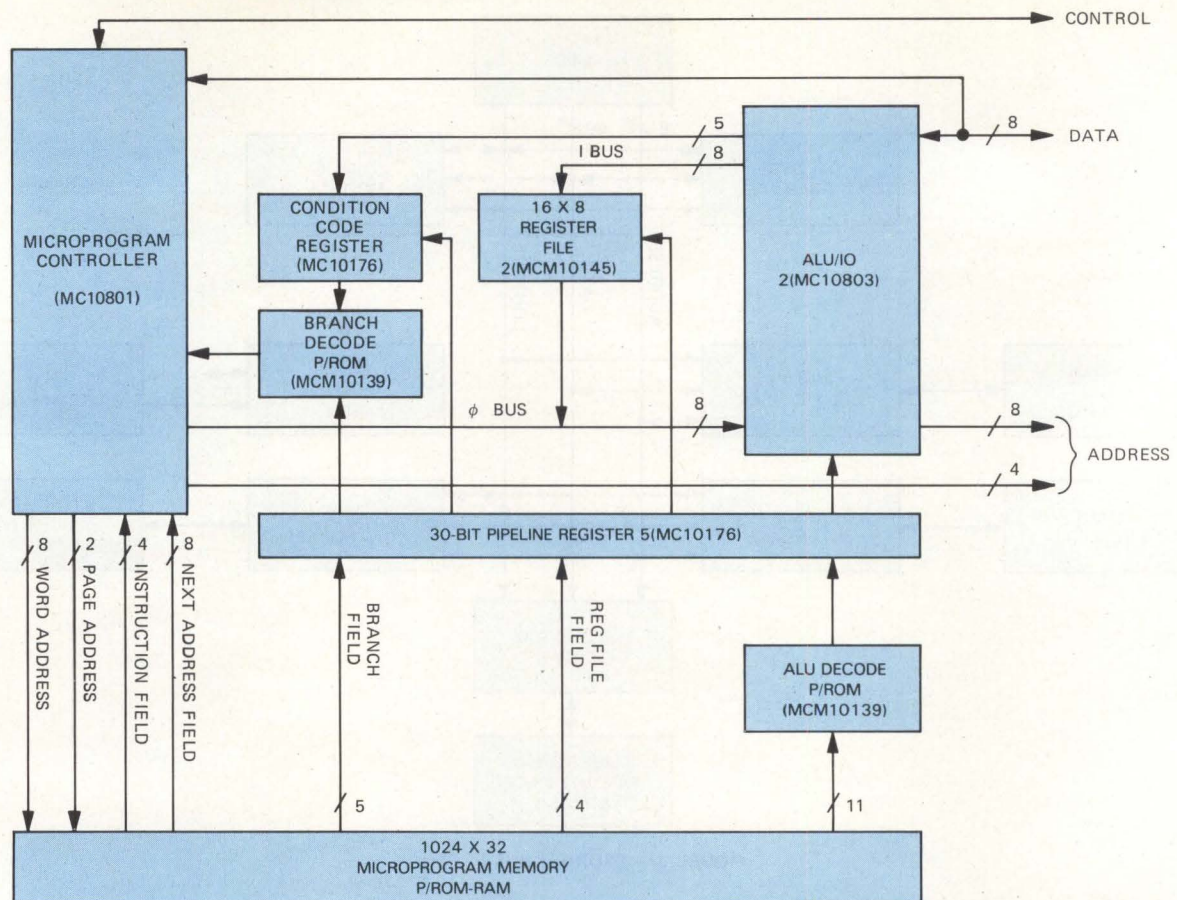 CONTROL
DATA
8
5
I BUS
8
MICROPROGRAM
CONTROLLER
(MC10801)
CONDITION
CODE
REGISTER
(MC10176)
16 X 8
REGISTER
FILE
2(MCM10145)
ALU/IO
2(MC10803)
BRANCH
DECODE
P/ROM
(MCM10139)
φ BUS
8
8
4
ADDRESS
30-BIT PIPELINE REGISTER 5(MC10176)
8
WORD ADDRESS
2
PAGE ADDRESS
4
INSTRUCTION FIELD
8
NEXT ADDRESS FIELD
BRANCH
FIELD
REG FILE
FIELD
ALU DECODE
P/ROM
(MCM10139)
5
4
11
1024 X 32
MICROPROGRAM MEMORY
P/ROM-RAM